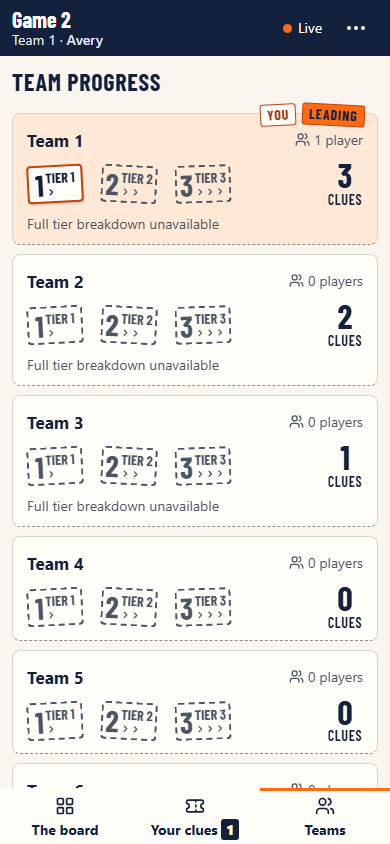 Game 2
Team 1 · Avery
Live
TEAM PROGRESS
YOU
LEADING
Team 1
1 player
1 TIER 1 ›
2 TIER 2 › ›
3 TIER 3 › › ›
3
CLUES
Full tier breakdown unavailable
Team 2
0 players
1 TIER 1 ›
2 TIER 2 › ›
3 TIER 3 › › ›
2
CLUES
Full tier breakdown unavailable
Team 3
0 players
1 TIER 1 ›
2 TIER 2 › ›
3 TIER 3 › › ›
1
CLUES
Full tier breakdown unavailable
Team 4
0 players
1 TIER 1 ›
2 TIER 2 › ›
3 TIER 3 › › ›
0
CLUES
Team 5
0 players
1 TIER 1 ›
2 TIER 2 › ›
3 TIER 3 › › ›
0
CLUES
The board
Your clues 1
Teams